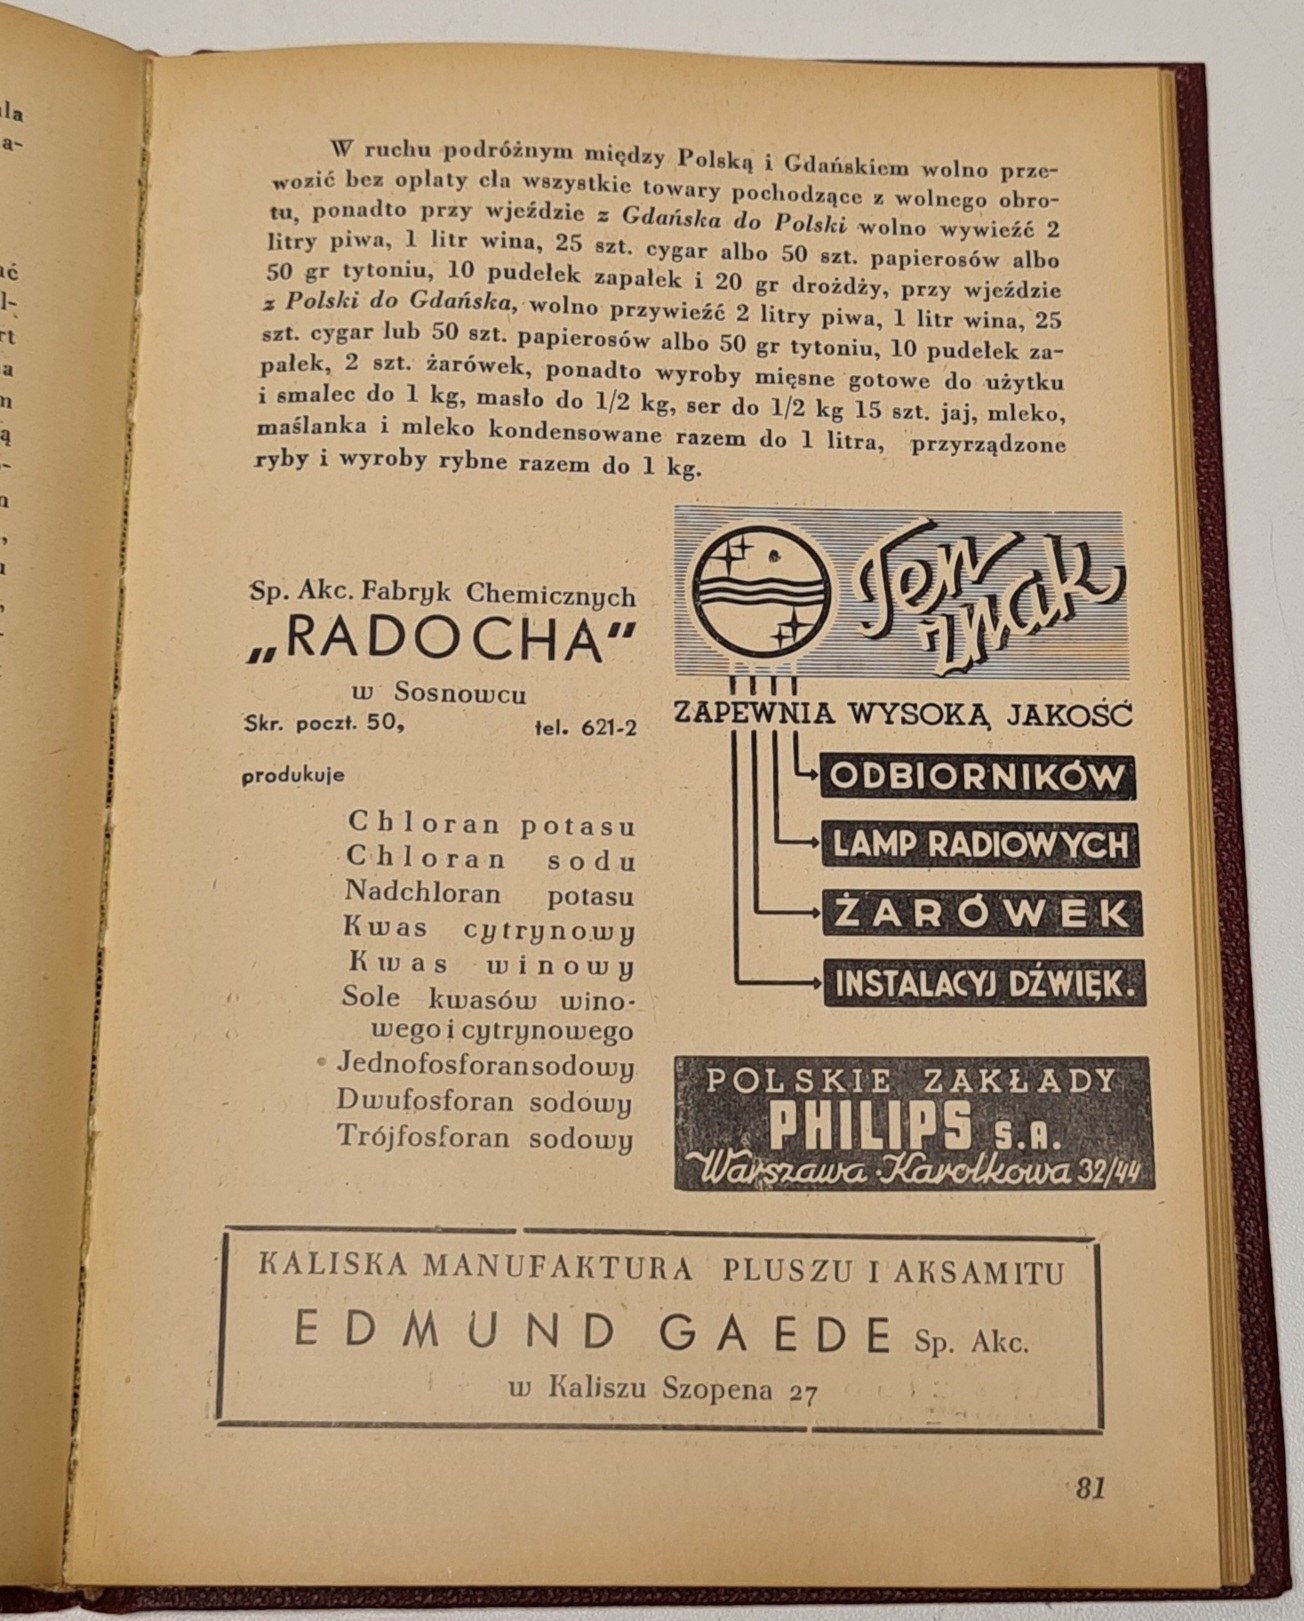 W ruchu podróżnym między Polską i Gdańskiem wolno prze-
wozić bez opłaty cła wszystkie towary pochodzące z wolnego obro-
tu, ponadto przy wjeździe z Gdańska do Polski wolno wywieźć 2
litry piwa, 1 litr wina, 25 szt. cygar albo 50 szt. papierosów albo
50 gr tytoniu, 10 pudełek zapałek i 20 gr drożdży, przy wjeździe
z Polski do Gdańska, wolno przywieźć 2 litry piwa, 1 litr wina, 25
szt. cygar lub 50 szt. papierosów albo 50 gr tytoniu, 10 pudełek za-
pałek, 2 szt. żarówek, ponadto wyroby mięsne gotowe do użytku
i smalec do 1 kg, masło do 1/2 kg, ser do 1/2 kg 15 szt. jaj, mleko,
maślanka i mleko kondensowane razem do 1 litra, przyrządzone
ryby i wyroby rybne razem do 1 kg.
Sp. Akc. Fabryk Chemicznych
„RADOCHA"
w Sosnowcu
Skr. poczt. 50, tel. 621-2
produkuje
Chloran potasu
Chloran sodu
Nadchloran potasu
Kwas cytrynowy
Kwas winowy
Sole kwasów wino-
wego i cytrynowego
Jednofosforan sodowy
Dwufosforan sodowy
Trójfosforan sodowy
Ten
znak
ZAPEWNIA WYSOKĄ JAKOŚĆ
ODBIORNIKÓW
LAMP RADIOWYCH
ŻARÓWEK
INSTALACYJ DŹWIĘK.
POLSKIE ZAKŁADY
PHILIPS S.A.
Warszawa · Karolkowa 32/44
KALISKA MANUFAKTURA PLUSZU I AKSAMITU
EDMUND GAEDE Sp. Akc.
w Kaliszu Szopena 27
81